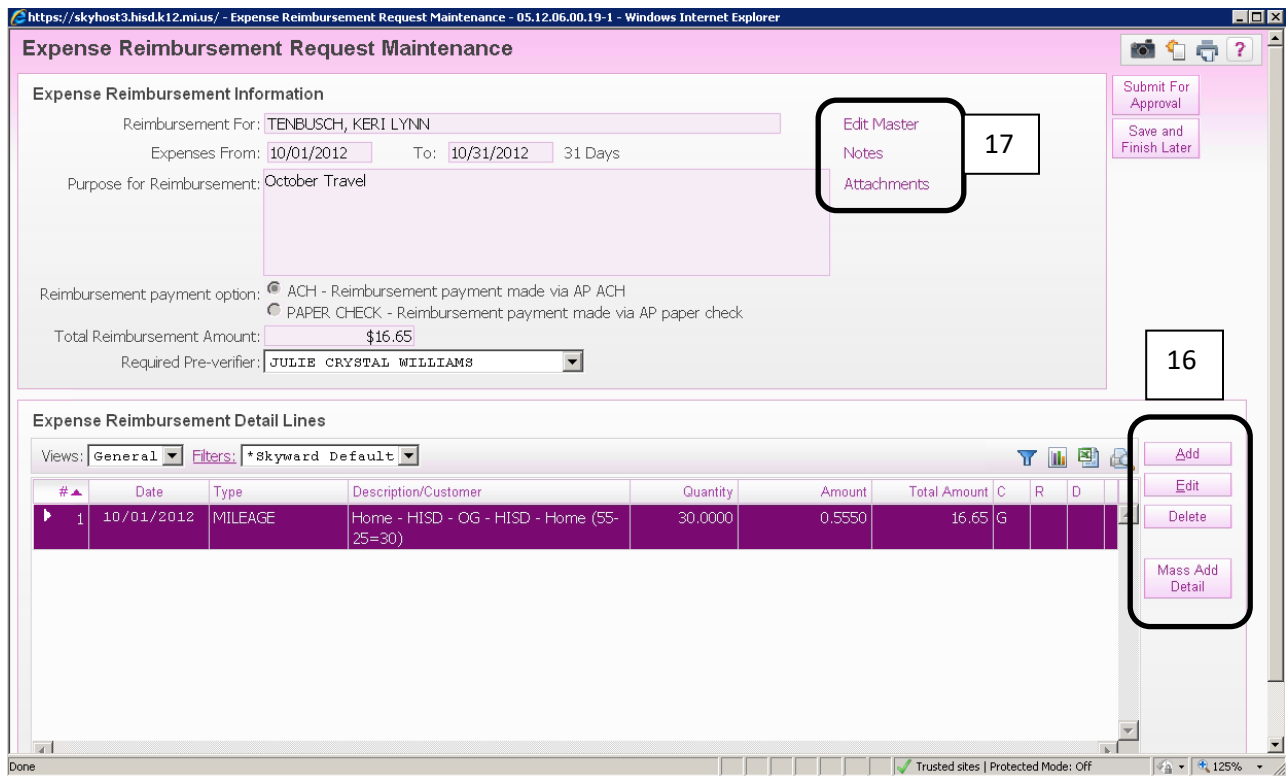 https://skyhost3.hisd.k12.mi.us/ - Expense Reimbursement Request Maintenance - 05.12.06.00.19-1 - Windows Internet Explorer
Expense Reimbursement Request Maintenance
?
Expense Reimbursement Information
Submit For
Approval
Reimbursement For: TENBUSCH, KERI LYNN
Edit Master
Save and
Finish Later
17
Expenses From: 10/01/2012 To: 10/31/2012 31 Days
Notes
Purpose for Reimbursement: October Travel
Attachments
Reimbursement payment option: ACH - Reimbursement payment made via AP ACH
PAPER CHECK - Reimbursement payment made via AP paper check
Total Reimbursement Amount: $16.65
Required Pre-verifier: JULIE CRYSTAL WILLIAMS
16
Expense Reimbursement Detail Lines
Views: General Filters: *Skyward Default
Add
# Date Type Description/Customer Quantity Amount Total Amount C R D
Edit
1 10/01/2012 MILEAGE Home - HISD - OG - HISD - Home (55- 30.0000 0.5550 16.65 G
25=30)
Delete
Mass Add
Detail
Done Trusted sites | Protected Mode: Off 125%